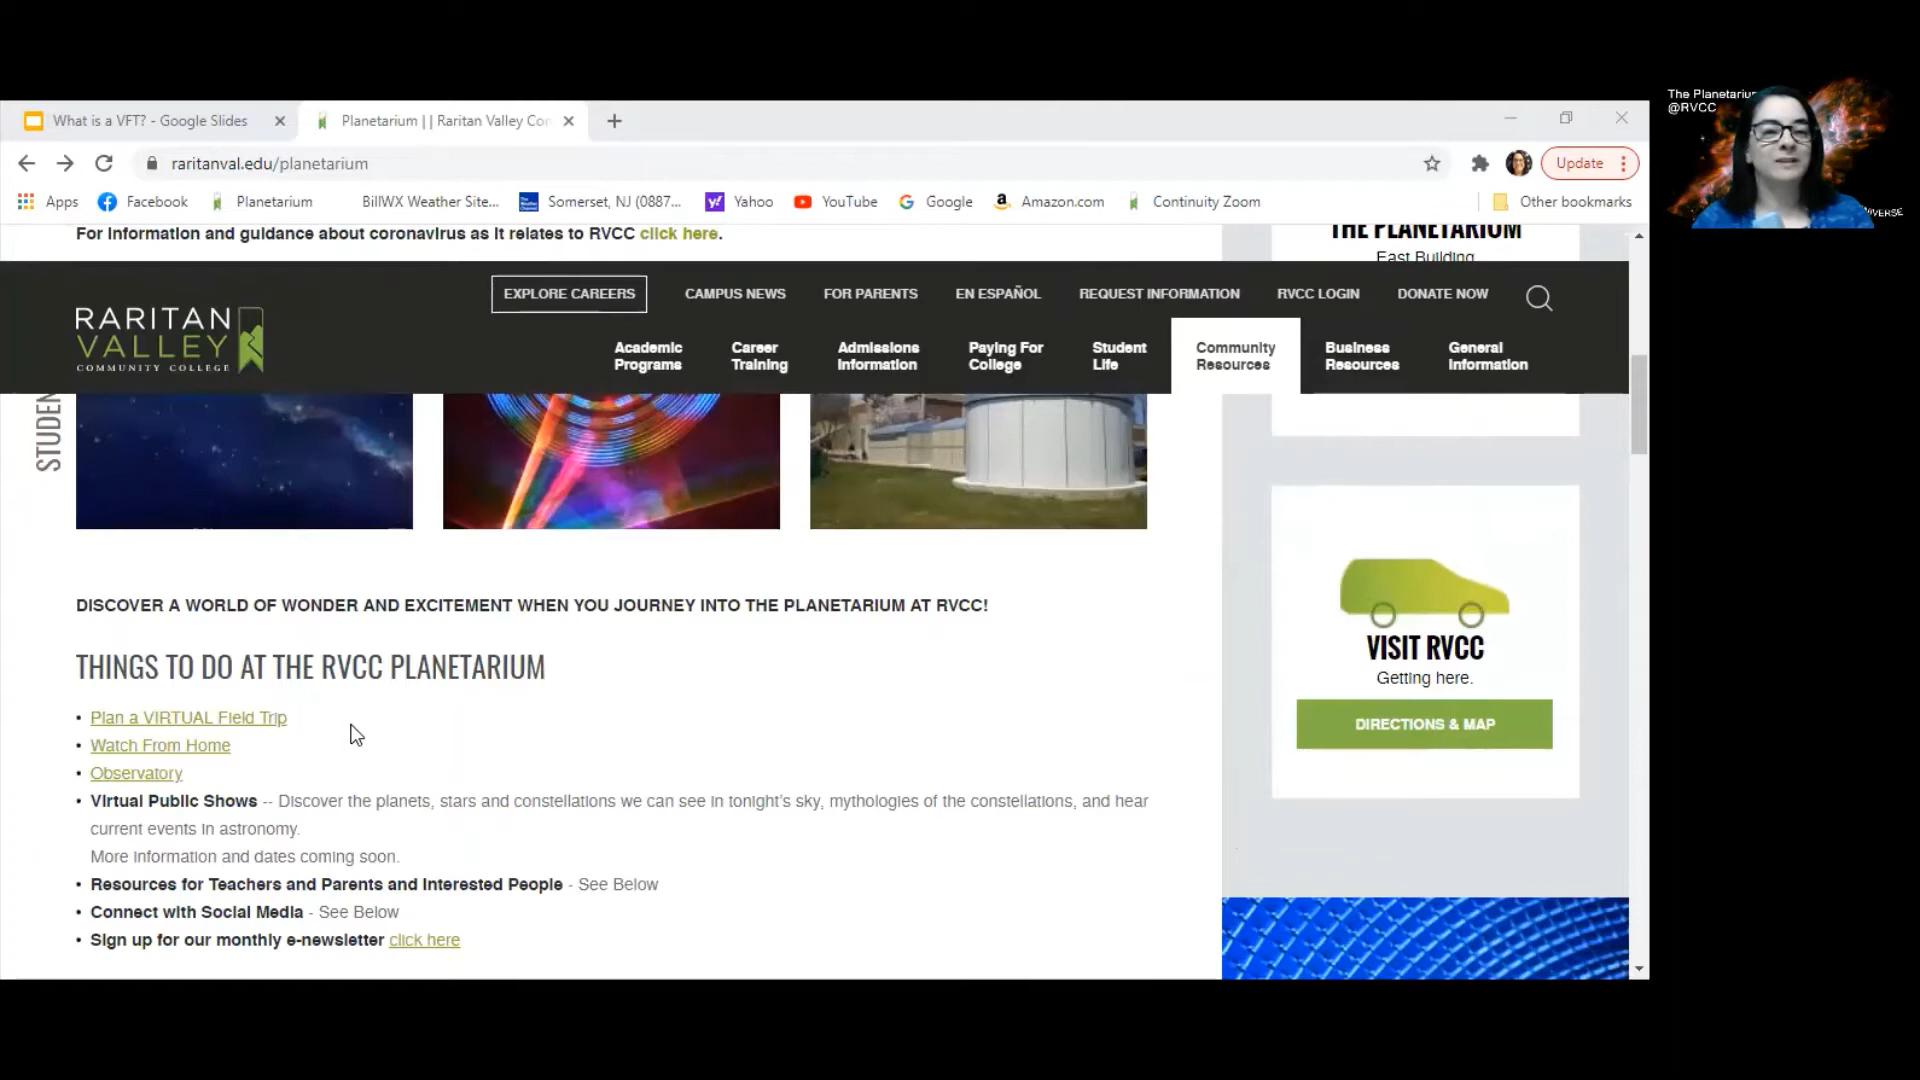 What is a VFT? - Google Slides
Planetarium | | Raritan Valley Con
raritanval.edu/planetarium
Update
Apps
Facebook
Planetarium
BillWX Weather Site...
Somerset, NJ (0887...
Yahoo
YouTube
Google
Amazon.com
Continuity Zoom
Other bookmarks
The Planetarium
@RVCC
IVERSE
For information and guidance about coronavirus as it relates to RVCC click here.
THE PLANETARIUM
East Building
EXPLORE CAREERS
CAMPUS NEWS
FOR PARENTS
EN ESPAÑOL
REQUEST INFORMATION
RVCC LOGIN
DONATE NOW
RARITAN
VALLEY
COMMUNITY COLLEGE
Academic
Programs
Career
Training
Admissions
Information
Paying For
College
Student
Life
Community
Resources
Business
Resources
General
Information
STUDEN
DISCOVER A WORLD OF WONDER AND EXCITEMENT WHEN YOU JOURNEY INTO THE PLANETARIUM AT RVCC!
THINGS TO DO AT THE RVCC PLANETARIUM
• Plan a VIRTUAL Field Trip
• Watch From Home
• Observatory
• Virtual Public Shows -- Discover the planets, stars and constellations we can see in tonight's sky, mythologies of the constellations, and hear
current events in astronomy.
More information and dates coming soon.
• Resources for Teachers and Parents and Interested People - See Below
• Connect with Social Media - See Below
• Sign up for our monthly e-newsletter click here
VISIT RVCC
Getting here.
DIRECTIONS & MAP